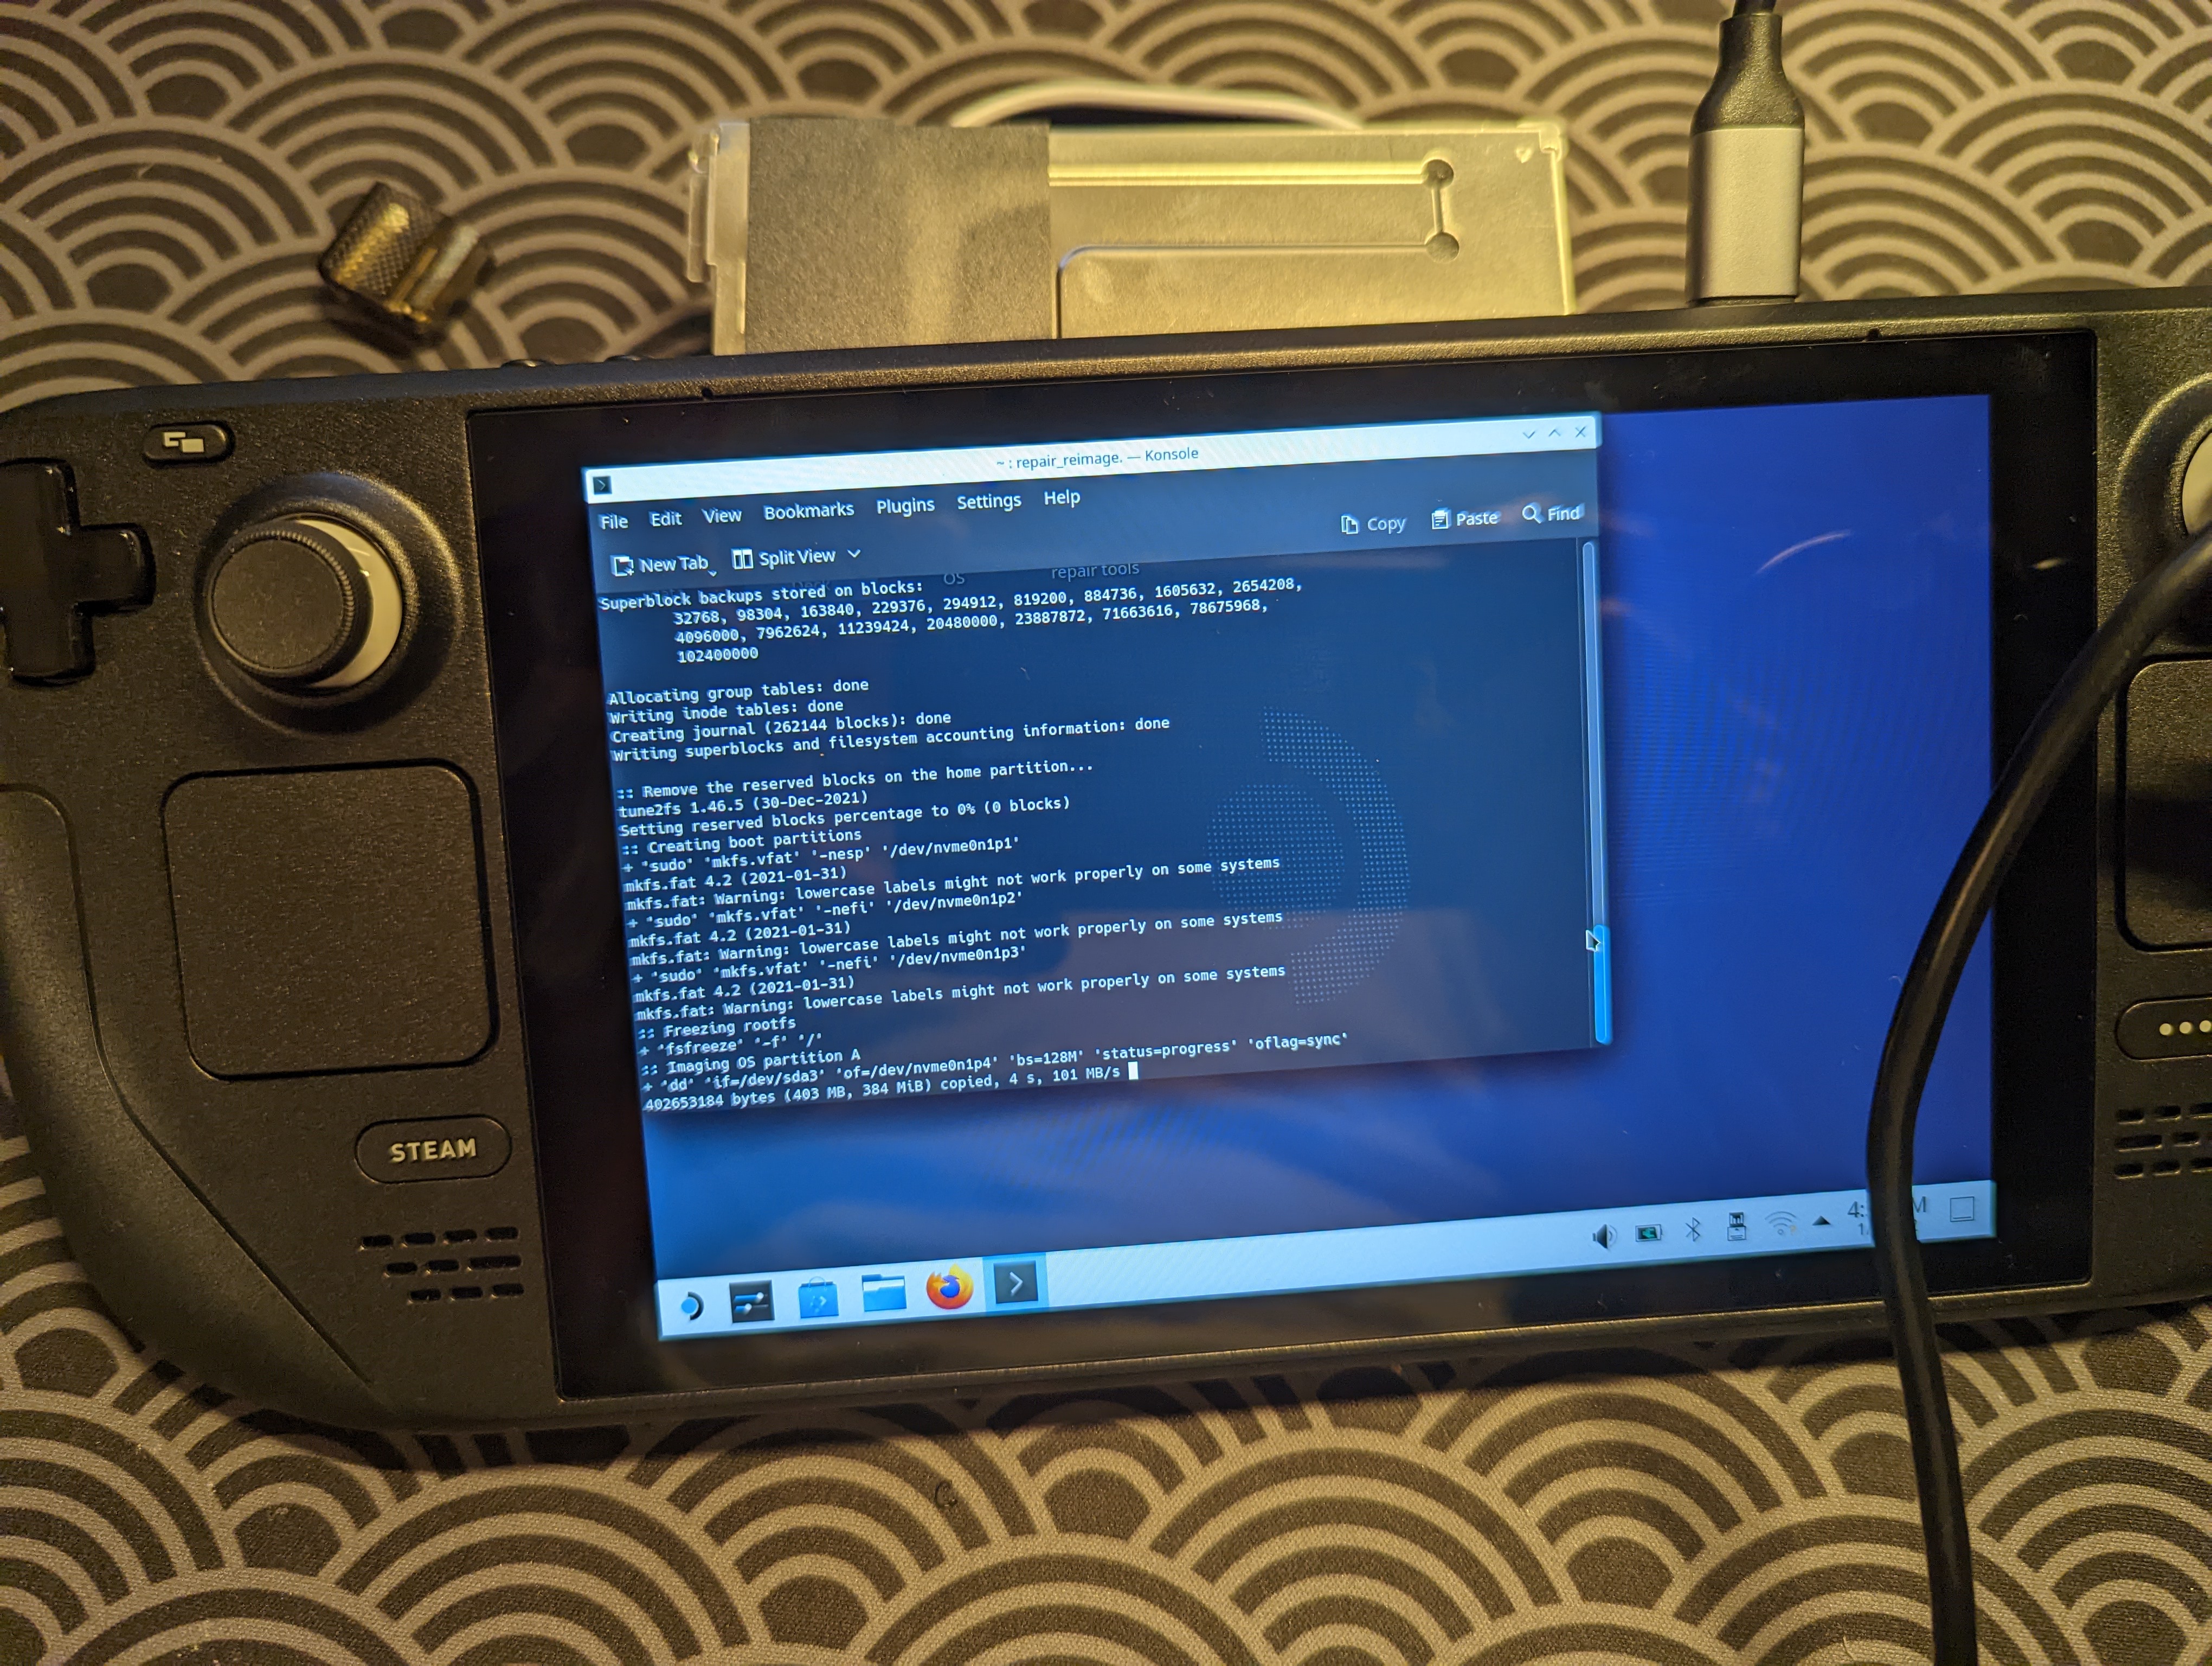 ~ : repair_reimage. — Konsole
File Edit View Bookmarks Plugins Settings Help
New Tab Split View Copy Paste Find
OS repair tools
Superblock backups stored on blocks:
32768, 98304, 163840, 229376, 294912, 819200, 884736, 1605632, 2654208,
4096000, 7962624, 11239424, 20480000, 23887872, 71663616, 78675968,
102400000
Allocating group tables: done
Writing inode tables: done
Creating journal (262144 blocks): done
Writing superblocks and filesystem accounting information: done
:: Remove the reserved blocks on the home partition...
tune2fs 1.46.5 (30-Dec-2021)
Setting reserved blocks percentage to 0% (0 blocks)
:: Creating boot partitions
+ 'sudo' 'mkfs.vfat' '-nesp' '/dev/nvme0n1p1'
mkfs.fat 4.2 (2021-01-31)
mkfs.fat: Warning: lowercase labels might not work properly on some systems
+ 'sudo' 'mkfs.vfat' '-nefi' '/dev/nvme0n1p2'
mkfs.fat 4.2 (2021-01-31)
mkfs.fat: Warning: lowercase labels might not work properly on some systems
+ 'sudo' 'mkfs.vfat' '-nefi' '/dev/nvme0n1p3'
mkfs.fat 4.2 (2021-01-31)
mkfs.fat: Warning: lowercase labels might not work properly on some systems
:: Freezing rootfs
+ 'fsfreeze' '-f' '/'
:: Imaging OS partition A
+ 'dd' 'if=/dev/sda3' 'of=/dev/nvme0n1p4' 'bs=128M' 'status=progress' 'oflag=sync'
402653184 bytes (403 MB, 384 MiB) copied, 4 s, 101 MB/s
STEAM